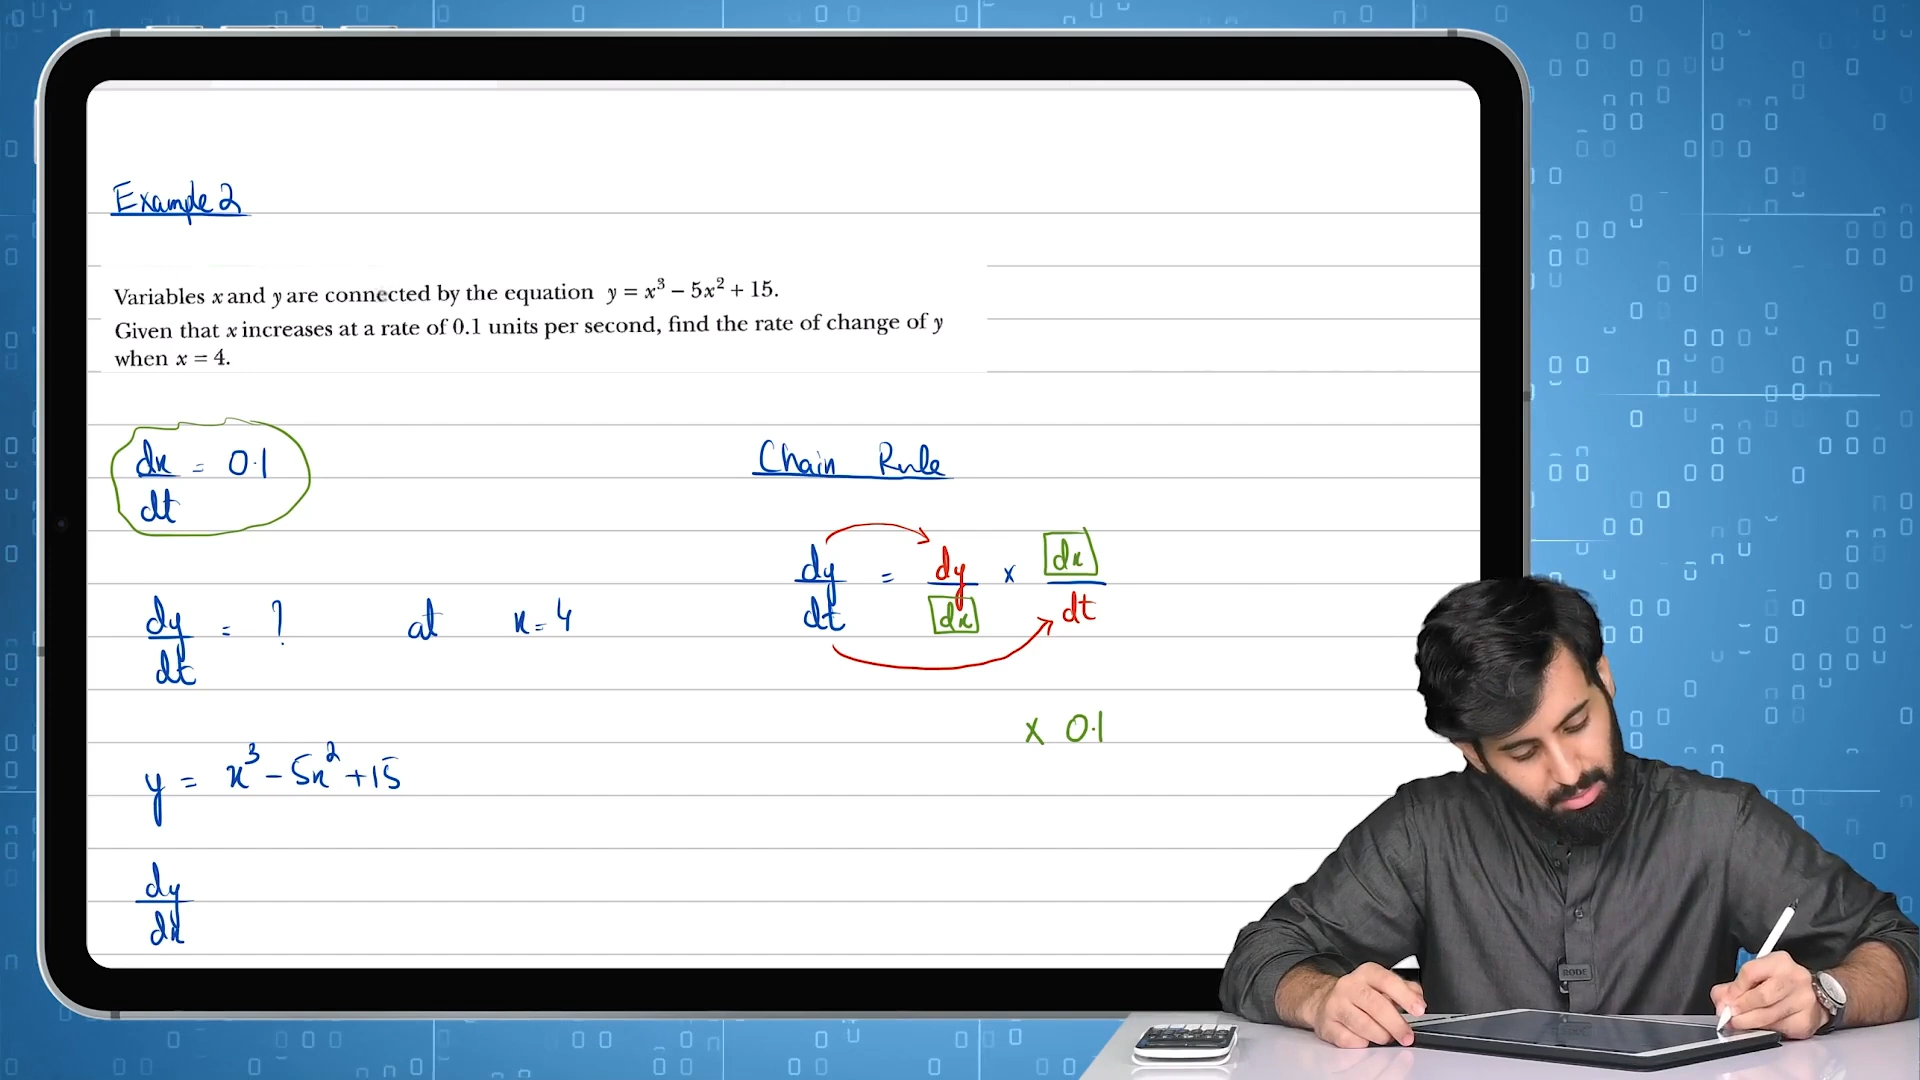 Example 2
Variables x and y are connected by the equation y = x³ − 5x² + 15.
Given that x increases at a rate of 0.1 units per second, find the rate of change of y
when x = 4.
dx/dt = 0.1
Chain Rule
dy/dt = dy/dx × dx/dt
dy/dt = ? at x = 4
× 0.1
y = x³ − 5x² + 15
dy/dx
RODE